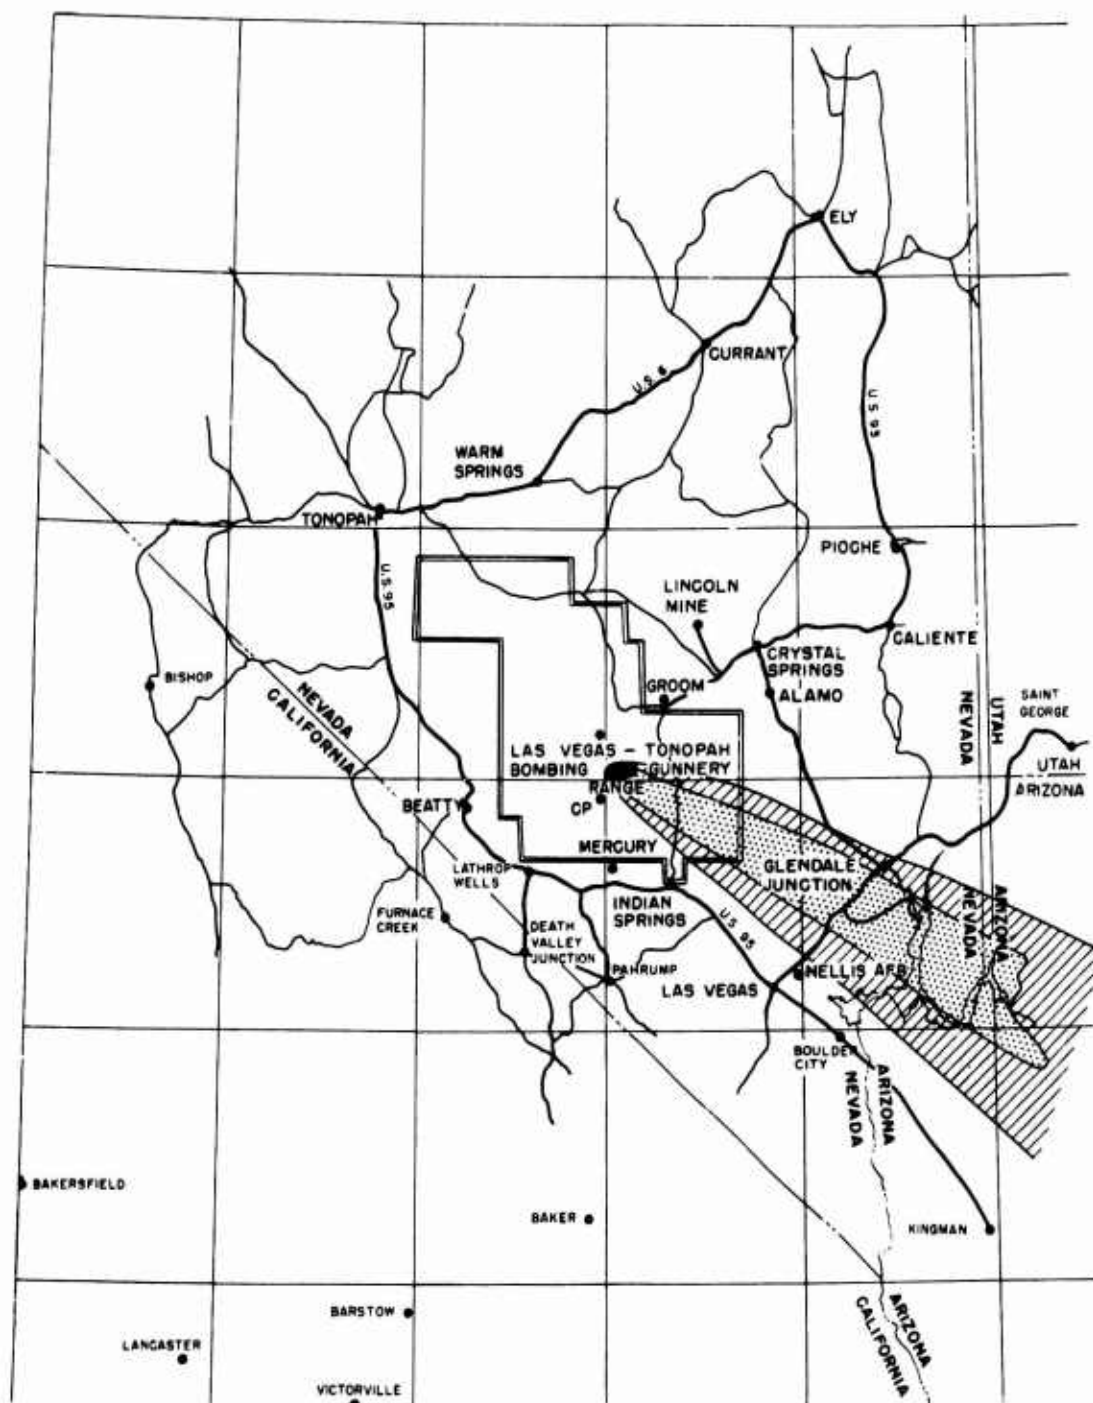 ELY
CURRANT
U.S. 6
U.S. 93
WARM
SPRINGS
TONOPAH
PIOCHE
U.S. 95
LINCOLN
MINE
CALIENTE
CRYSTAL
SPRINGS
BISHOP
GROOM
ALAMO
NEVADA
CALIFORNIA
NEVADA
UTAH
SAINT
GEORGE
LAS VEGAS – TONOPAH
BOMBING
GUNNERY
RANGE
UTAH
ARIZONA
BEATTY
CP
MERCURY
LATHROP
WELLS
GLENDALE
JUNCTION
INDIAN
SPRINGS
FURNACE
CREEK
DEATH
VALLEY
JUNCTION
US 95
NEVADA
ARIZONA
PAHRUMP
NELLIS AFB
LAS VEGAS
BOULDER
CITY
NEVADA
ARIZONA
BAKERSFIELD
BAKER
KINGMAN
BARSTOW
CALIFORNIA
ARIZONA
LANCASTER
VICTORVILLE